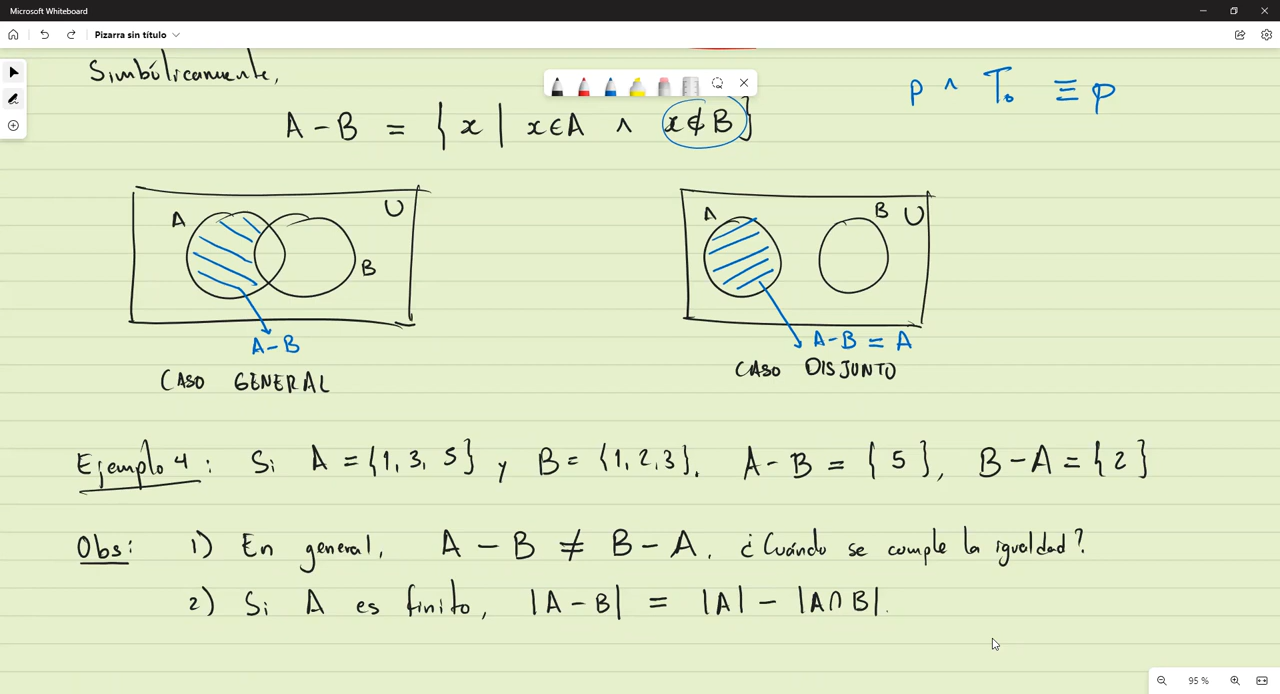 Microsoft Whiteboard
Pizarra sin título
Simbólicamente,
p ∧ T₀ ≡ p
A - B = { x | x ∈ A ∧ x ∉ B }
A B U
A B U
A-B
A-B = A
CASO GENERAL
CASO DISJUNTO
Ejemplo 4: Si A = {1, 3, 5} y B = {1, 2, 3}. A - B = {5}, B - A = {2}
Obs: 1) En general, A - B ≠ B - A. ¿Cuándo se cumple la igualdad?
2) Si A es finito, |A - B| = |A| - |A ∩ B|.
95 %